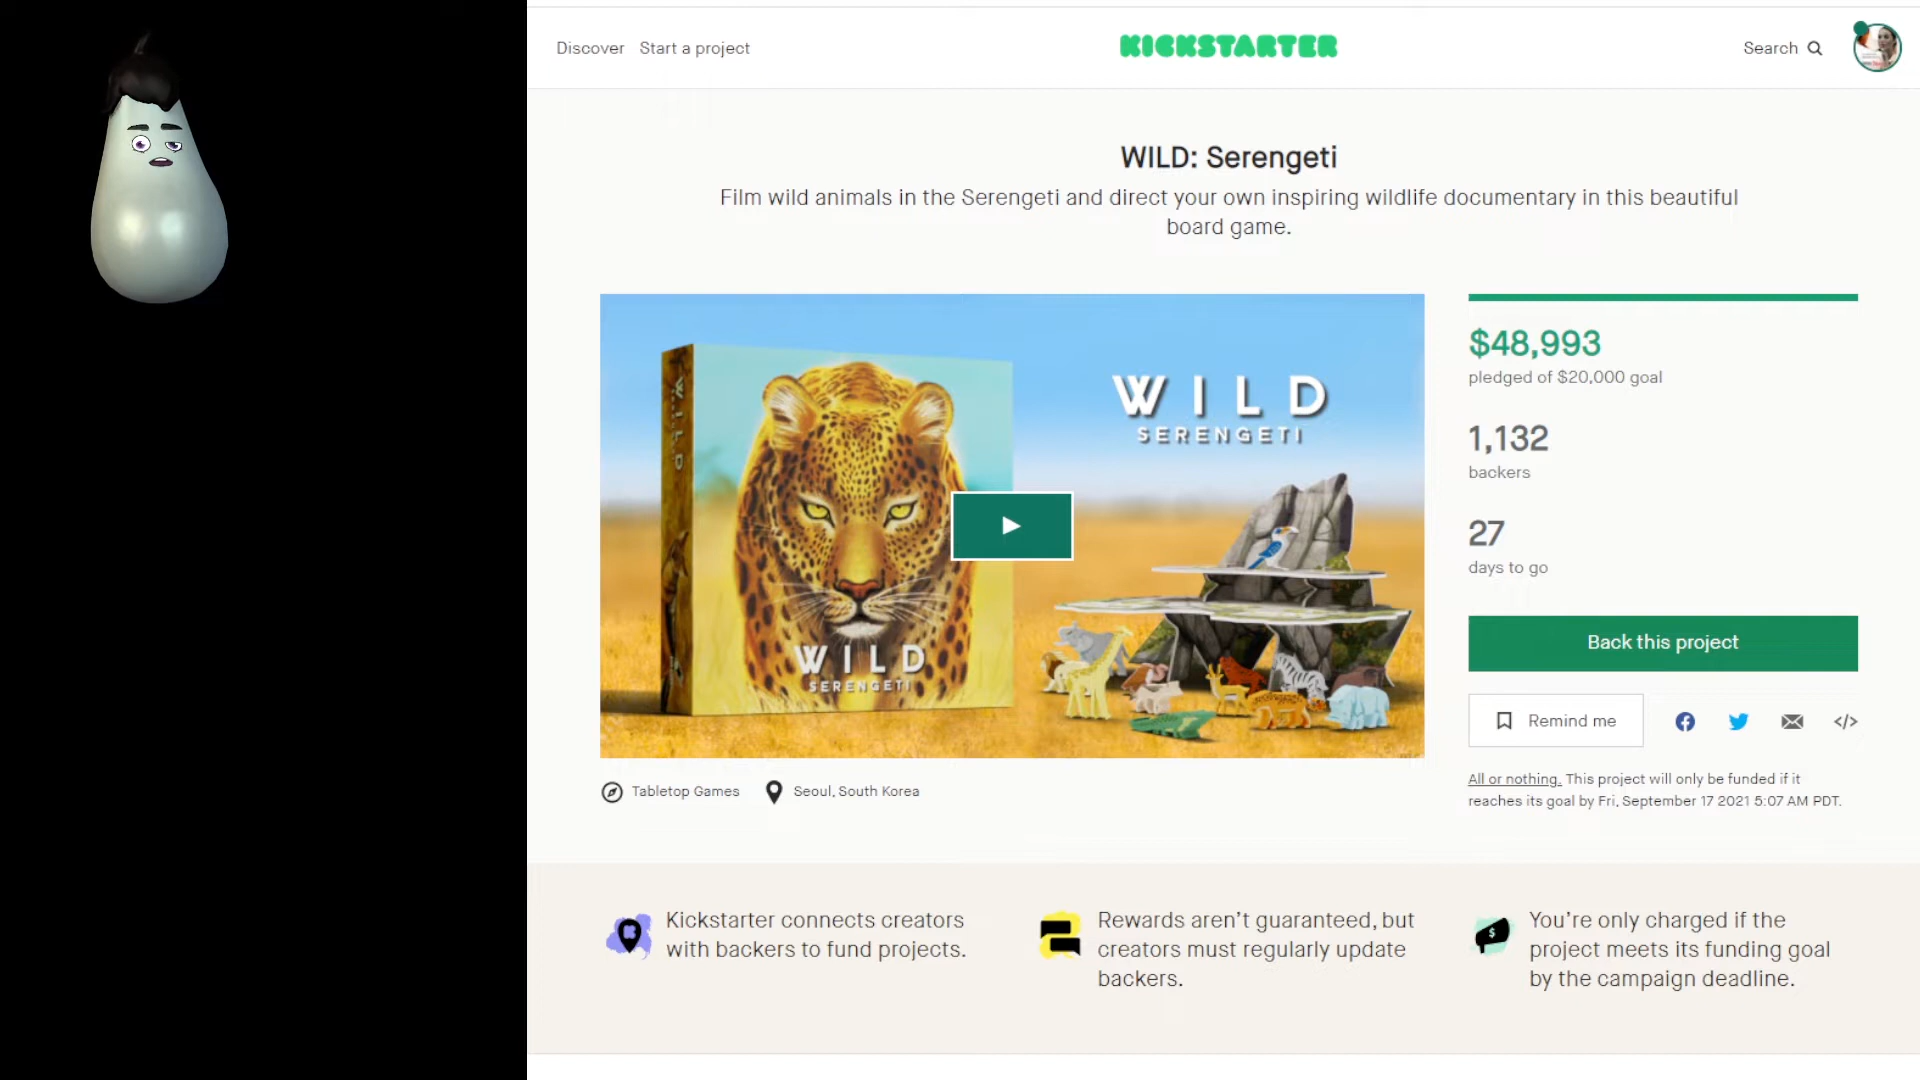 Discover Start a project KICKSTARTER Search
WILD: Serengeti
Film wild animals in the Serengeti and direct your own inspiring wildlife documentary in this beautiful
board game.
WILD
WILD
SERENGETI
WILD
SERENGETI
$48,993
pledged of $20,000 goal
1,132
backers
27
days to go
Back this project
Remind me
All or nothing. This project will only be funded if it
reaches its goal by Fri, September 17 2021 5:07 AM PDT.
Tabletop Games Seoul, South Korea
Kickstarter connects creators
with backers to fund projects.
Rewards aren't guaranteed, but
creators must regularly update
backers.
You're only charged if the
project meets its funding goal
by the campaign deadline.